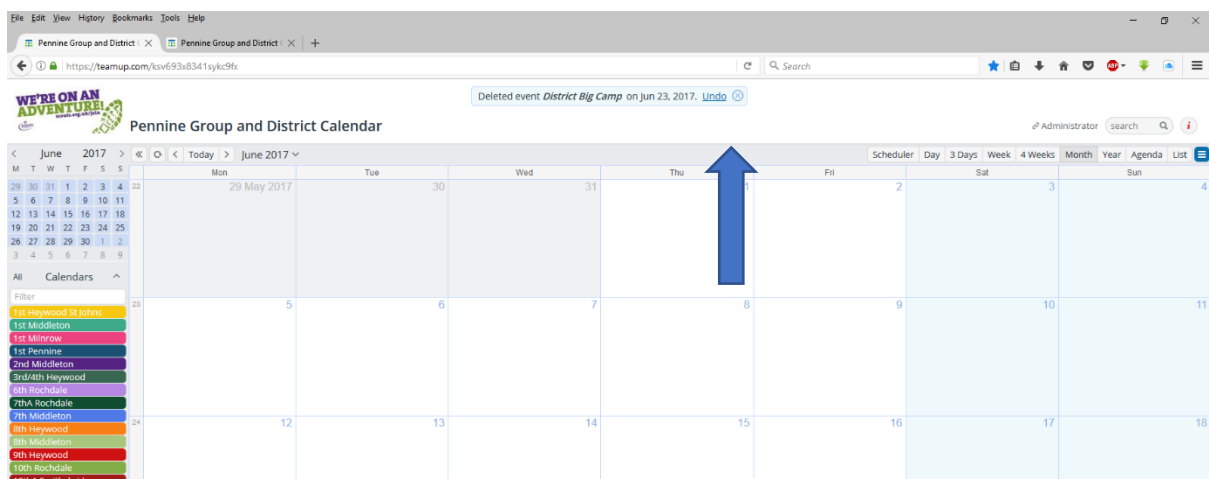 File Edit View History Bookmarks Tools Help
Pennine Group and District Pennine Group and District
https://teamup.com/ksv693x8341sykc9fx Search
WE'RE ON AN
ADVENTURE!
scouts.org.uk/join
Deleted event District Big Camp on Jun 23, 2017. Undo
Pennine Group and District Calendar
Administrator search i
June 2017 Today June 2017 Scheduler Day 3 Days Week 4 Weeks Month Year Agenda List
M T W T F S S Mon Tue Wed Thu Fri Sat Sun
29 30 31 1 2 3 4 22 29 May 2017 30 31 1 2 3 4
5 6 7 8 9 10 11
12 13 14 15 16 17 18
19 20 21 22 23 24 25
26 27 28 29 30 1 2
3 4 5 6 7 8 9
All Calendars
Filter
23 5 6 7 8 9 10 11
1st Heywood St Johns
1st Middleton
1st Milnrow
1st Pennine
2nd Middleton
3rd/4th Heywood
6th Rochdale
7thA Rochdale
7th Middleton
24 12 13 14 15 16 17 18
8th Heywood
8th Middleton
9th Heywood
10th Rochdale